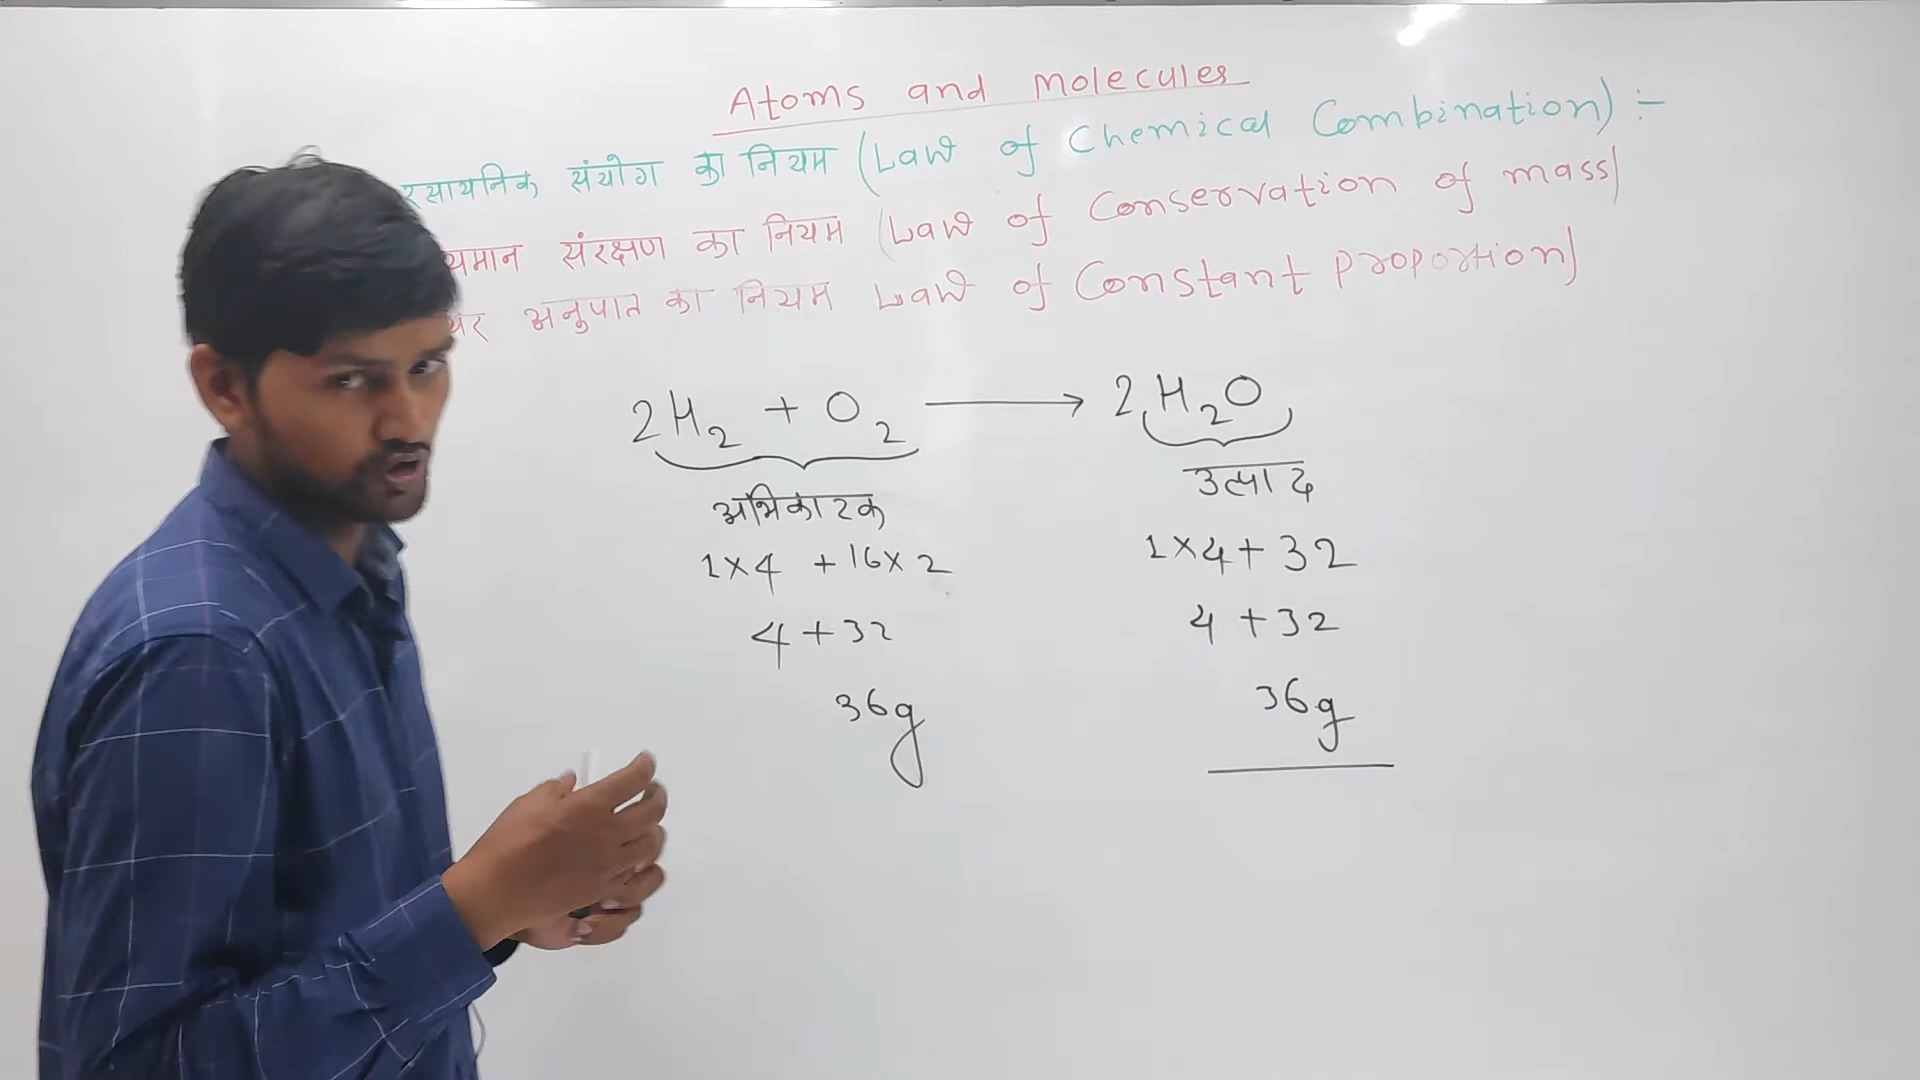 Atoms and Molecules
रसायनिक संयोग का नियम (Law of Chemical Combination) :-
संरक्षण का नियम (Law of Conservation of mass)
अनुपात का नियम Law of Constant proportion)
2H₂ + O₂ ⟶ 2H₂O
अभिकारक उत्पाद
1×4 +16×2 1×4+32
4+32 4+32
36g 36g